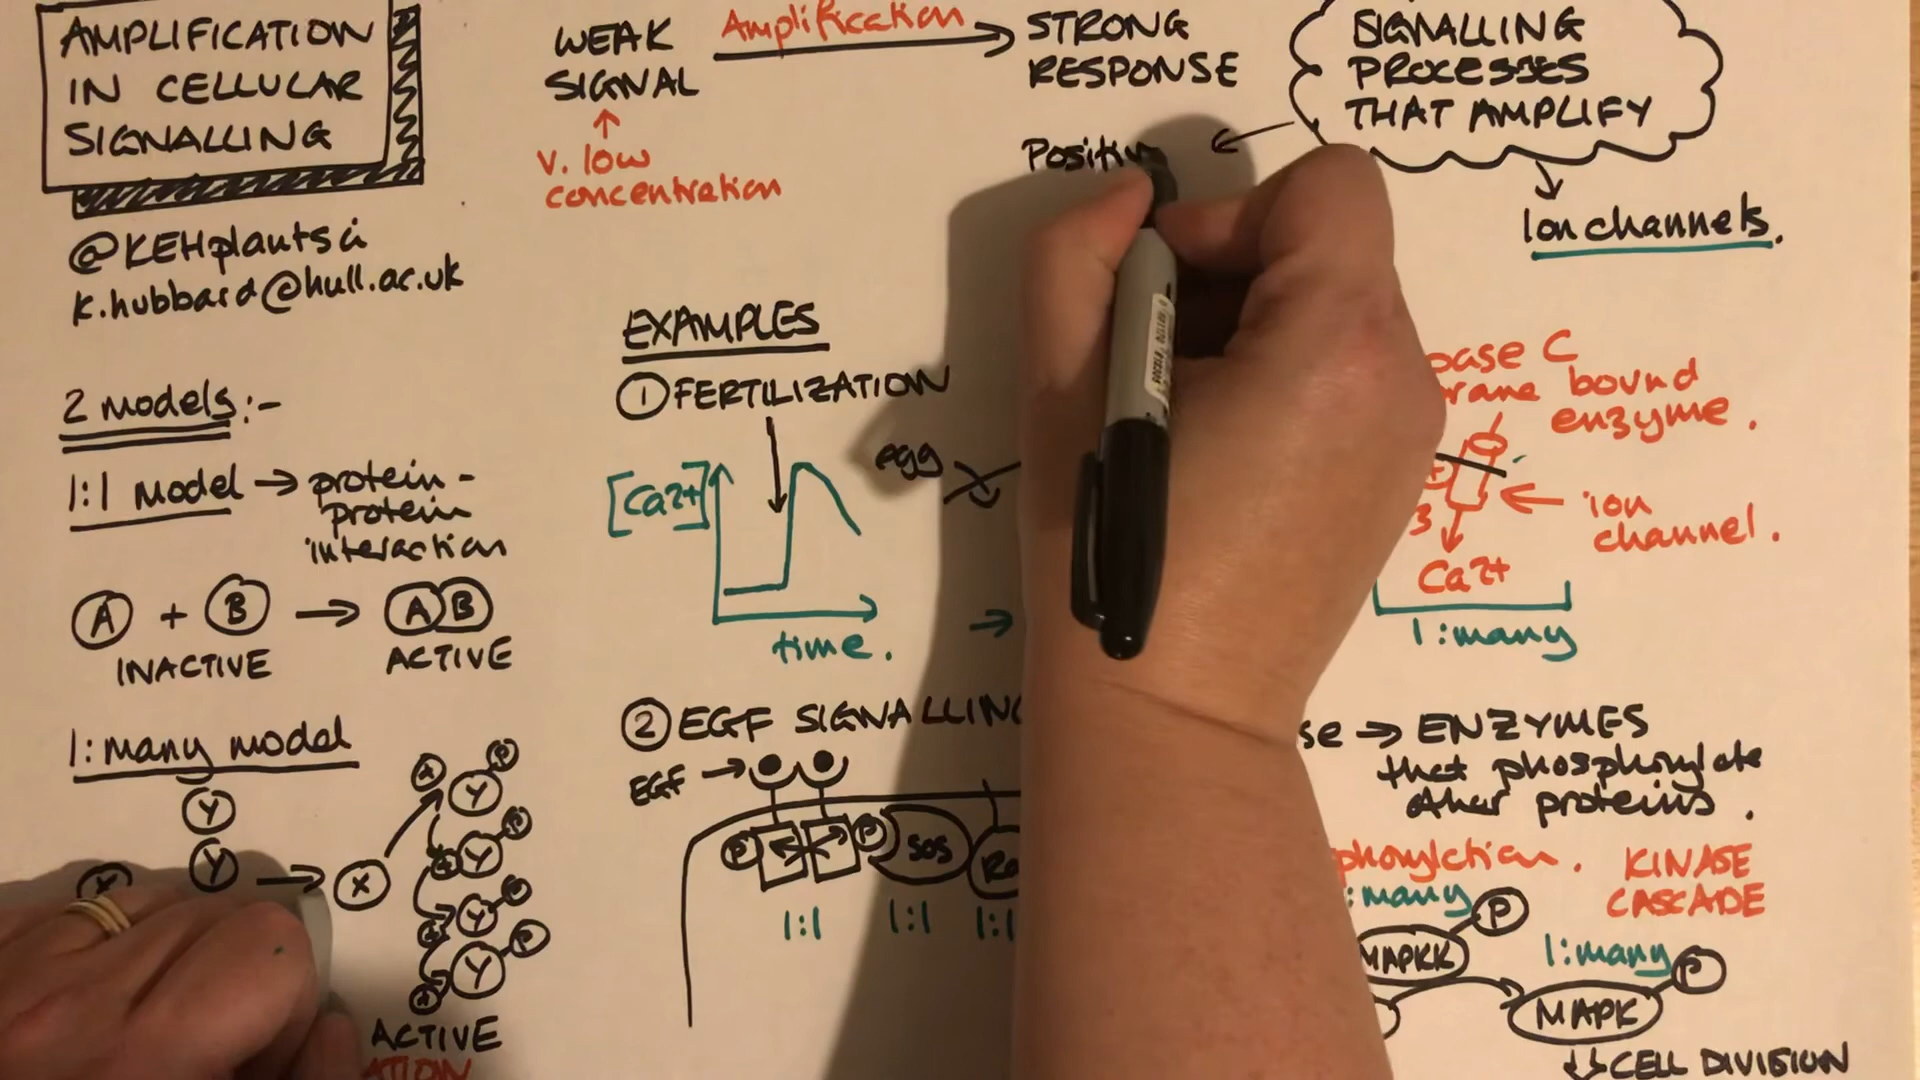 AMPLIFICATION
IN CELLULAR
SIGNALLING
@KEHplantsci
k.hubbard@hull.ac.uk
WEAK
SIGNAL
Amplification
STRONG
RESPONSE
V. low
concentration
SIGNALLING
PROCESSES
THAT AMPLIFY
Positiv
Ion channels.
2 models:-
1:1 model → protein-
protein
interaction
A + B → AB
INACTIVE
ACTIVE
1:many model
Y
Y
X
→ X
Y P
Y P
Y P
Y P
ACTIVE
EXAMPLES
① FERTILIZATION
[Ca2+]
time.
egg
C
bound
enzyme.
ion
channel.
Ca2+
1:many
② EGF SIGNALLING
EGF →
P
P
SOS
1:1
1:1
1:1
→ ENZYMES
that phosphorylate
other proteins.
KINASE
CASCADE
:many
P
MAPKK
1:many
P
MAPK
↓↓ CELL DIVISION